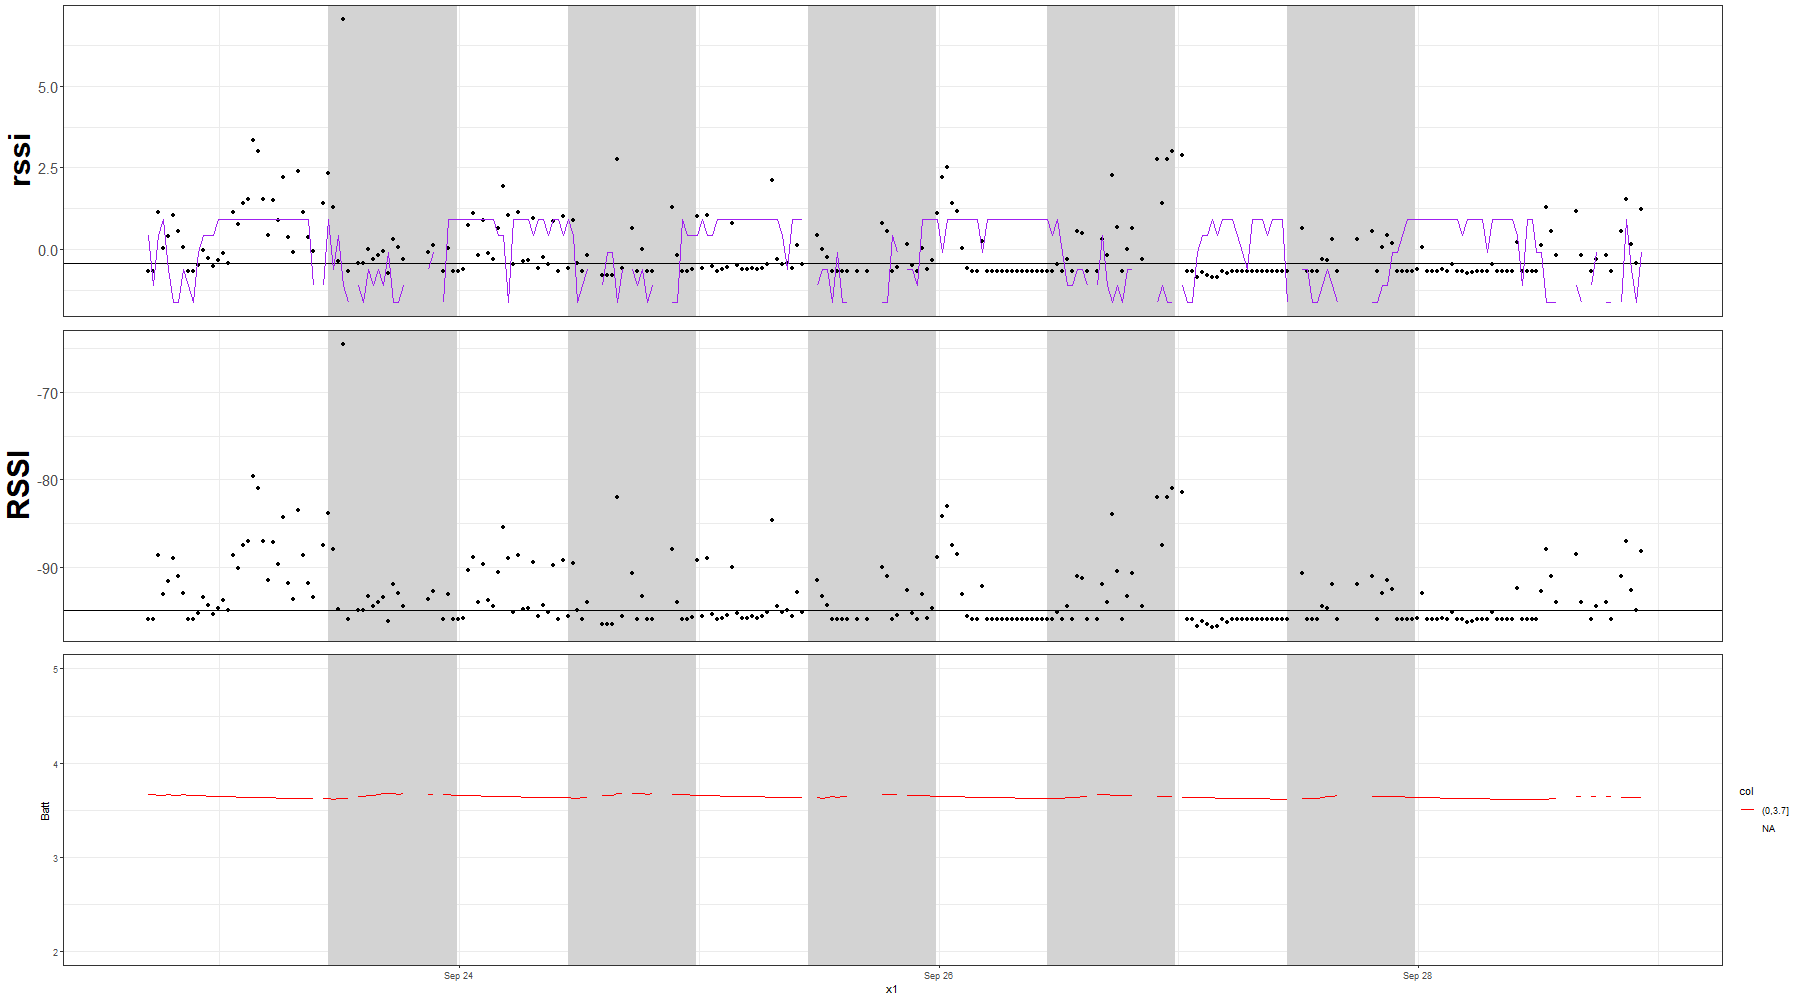 rssi
5.0
2.5
0.0
RSSI
-70
-80
-90
Batt
5
4
3
2
Sep 24
Sep 26
Sep 28
x1
col
(0,3.7]
NA